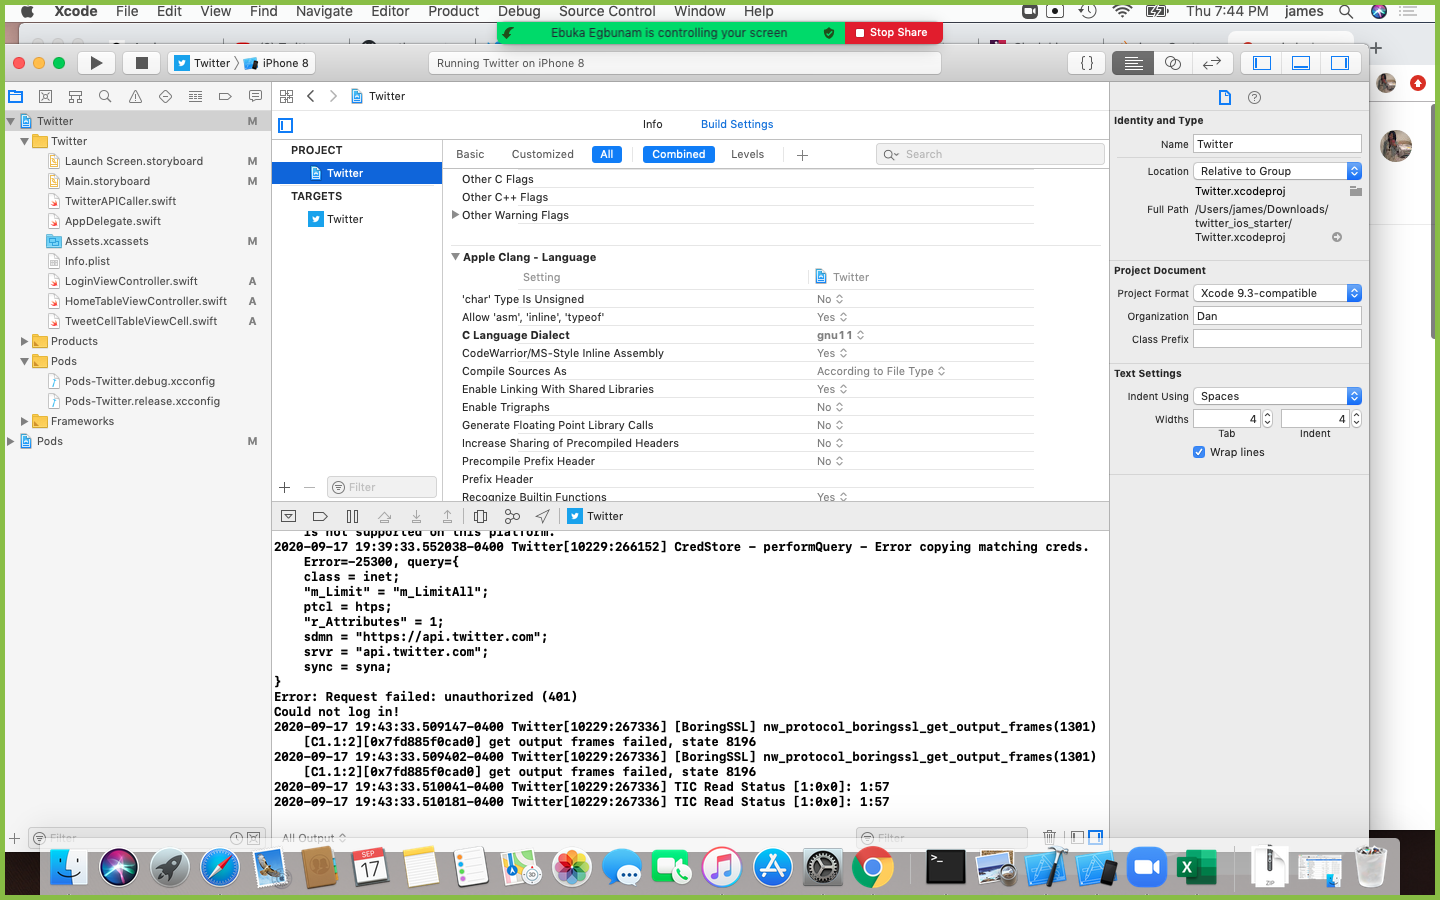 Xcode File Edit View Find Navigate Editor Product Debug Source Control Window Help Thu 7:44 PM james
Ebuka Egbunam is controlling your screen Stop Share
Twitter iPhone 8 Running Twitter on iPhone 8 { }
Twitter
Twitter M
Twitter
Launch Screen.storyboard M
Main.storyboard M
TwitterAPICaller.swift
AppDelegate.swift
Assets.xcassets M
Info.plist
LoginViewController.swift A
HomeTableViewController.swift A
TweetCellTableViewCell.swift A
Products
Pods
Pods-Twitter.debug.xcconfig
Pods-Twitter.release.xcconfig
Frameworks
Pods M
Filter
Info Build Settings
PROJECT
Twitter
TARGETS
Twitter
Filter
Basic Customized All Combined Levels Search
Other C Flags
Other C++ Flags
Other Warning Flags
Apple Clang - Language
Setting Twitter
'char' Type Is Unsigned No
Allow 'asm', 'inline', 'typeof' Yes
C Language Dialect gnu11
CodeWarrior/MS-Style Inline Assembly Yes
Compile Sources As According to File Type
Enable Linking With Shared Libraries Yes
Enable Trigraphs No
Generate Floating Point Library Calls No
Increase Sharing of Precompiled Headers No
Precompile Prefix Header No
Prefix Header
Recognize Builtin Functions Yes
Twitter
is not supported on this platform.
2020-09-17 19:39:33.552038-0400 Twitter[10229:266152] CredStore - performQuery - Error copying matching creds.
Error=-25300, query={
class = inet;
"m_Limit" = "m_LimitAll";
ptcl = htps;
"r_Attributes" = 1;
sdmn = "https://api.twitter.com";
srvr = "api.twitter.com";
sync = syna;
}
Error: Request failed: unauthorized (401)
Could not log in!
2020-09-17 19:43:33.509147-0400 Twitter[10229:267336] [BoringSSL] nw_protocol_boringssl_get_output_frames(1301)
[C1.1:2][0x7fd885f0cad0] get output frames failed, state 8196
2020-09-17 19:43:33.509402-0400 Twitter[10229:267336] [BoringSSL] nw_protocol_boringssl_get_output_frames(1301)
[C1.1:2][0x7fd885f0cad0] get output frames failed, state 8196
2020-09-17 19:43:33.510041-0400 Twitter[10229:267336] TIC Read Status [1:0x0]: 1:57
2020-09-17 19:43:33.510181-0400 Twitter[10229:267336] TIC Read Status [1:0x0]: 1:57
All Output Filter
Identity and Type
Name Twitter
Location Relative to Group
Twitter.xcodeproj
Full Path /Users/james/Downloads/
twitter_ios_starter/
Twitter.xcodeproj
Project Document
Project Format Xcode 9.3-compatible
Organization Dan
Class Prefix
Text Settings
Indent Using Spaces
Widths 4 4
Tab Indent
Wrap lines
SEP
17
ZIP